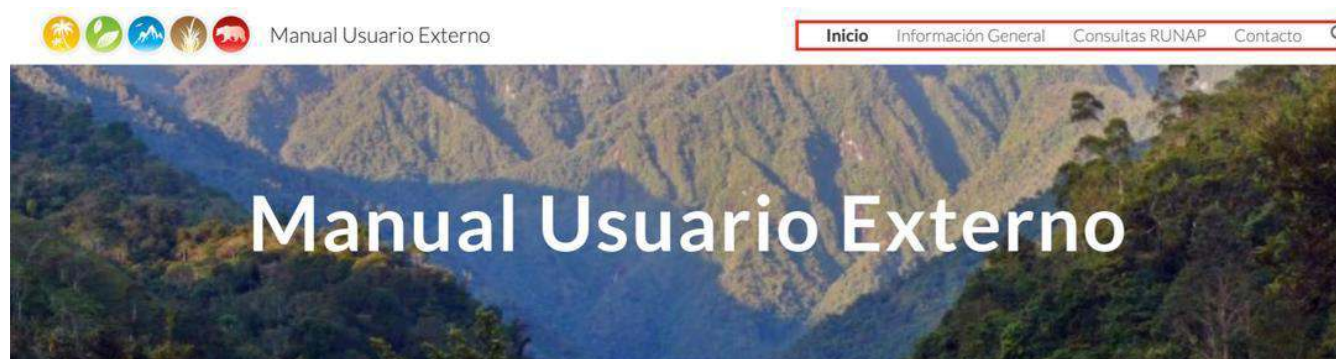 Manual Usuario Externo
Inicio Información General Consultas RUNAP Contacto
Manual Usuario Externo